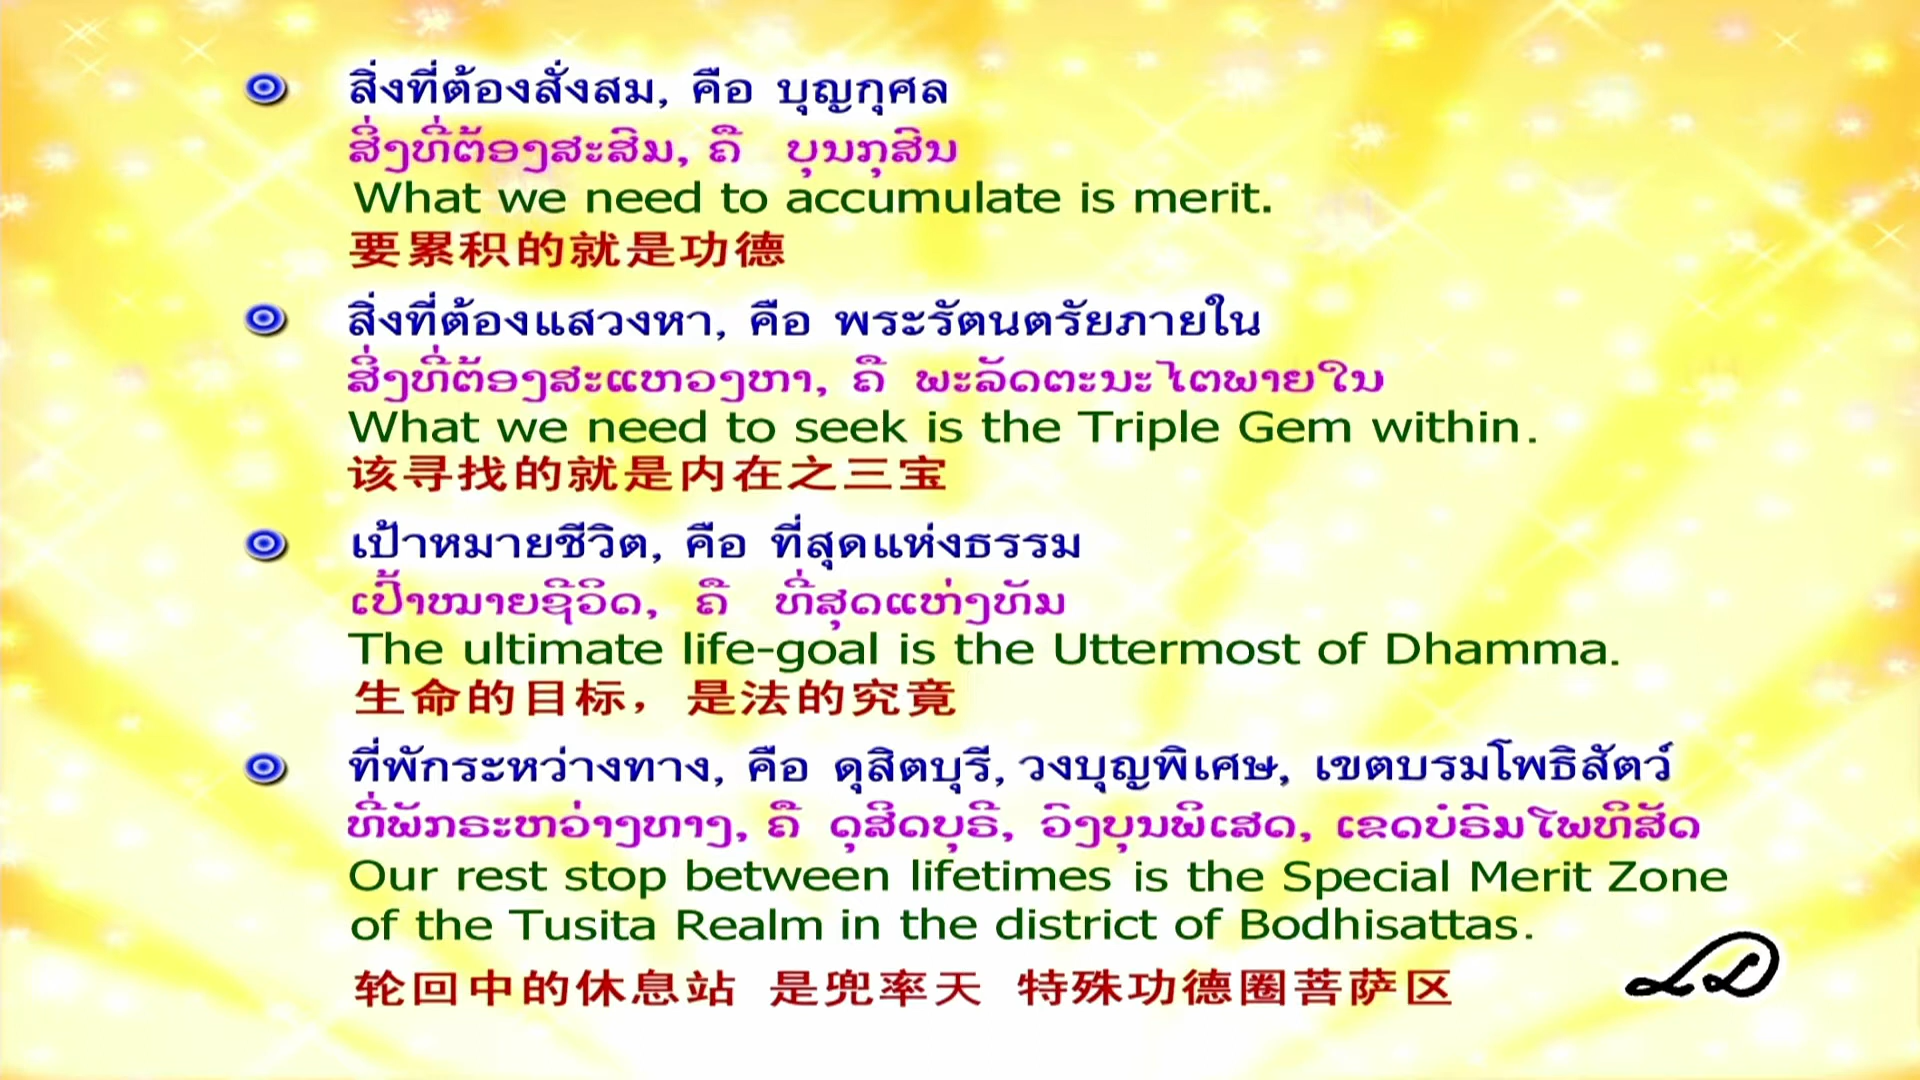 สิ่งที่ต้องสั่งสม, คือ บุญกุศล
ສິ່ງທີ່ຕ້ອງສະສົມ, ຄື ບຸນກຸສົນ
What we need to accumulate is merit.
要累积的就是功德
สิ่งที่ต้องแสวงหา, คือ พระรัตนตรัยภายใน
ສິ່ງທີ່ຕ້ອງສະແຫວງຫາ, ຄື ພະລັດຕະນະໄຕພາຍໃນ
What we need to seek is the Triple Gem within.
该寻找的就是内在之三宝
เป้าหมายชีวิต, คือ ที่สุดแห่งธรรม
ເປົ້າໝາຍຊີວິດ, ຄື ທີ່ສຸດແຫ່ງທັມ
The ultimate life-goal is the Uttermost of Dhamma.
生命的目标，是法的究竟
ที่พักระหว่างทาง, คือ ดุสิตบุรี, วงบุญพิเศษ, เขตบรมโพธิสัตว์
ທີ່ພັກຣະຫວ່າງທາງ, ຄື ດຸສິດບຸຣີ, ວົງບຸນພິເສດ, ເຂດບໍຣົມໂພທິສັດ
Our rest stop between lifetimes is the Special Merit Zone
of the Tusita Realm in the district of Bodhisattas.
轮回中的休息站 是兜率天 特殊功德圈菩萨区